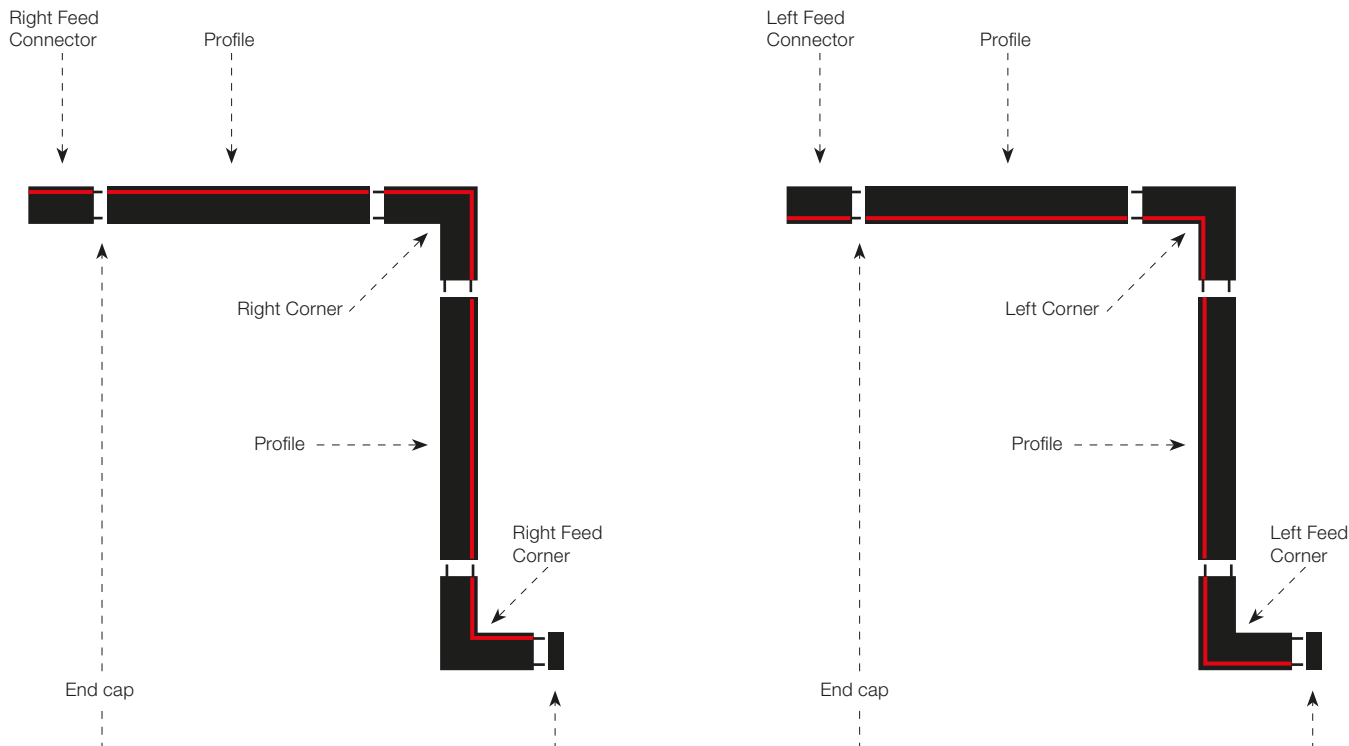 Right Feed
Connector
Profile
Right Corner
Profile
Right Feed
Corner
End cap
Left Feed
Connector
Profile
Left Corner
Profile
Left Feed
Corner
End cap